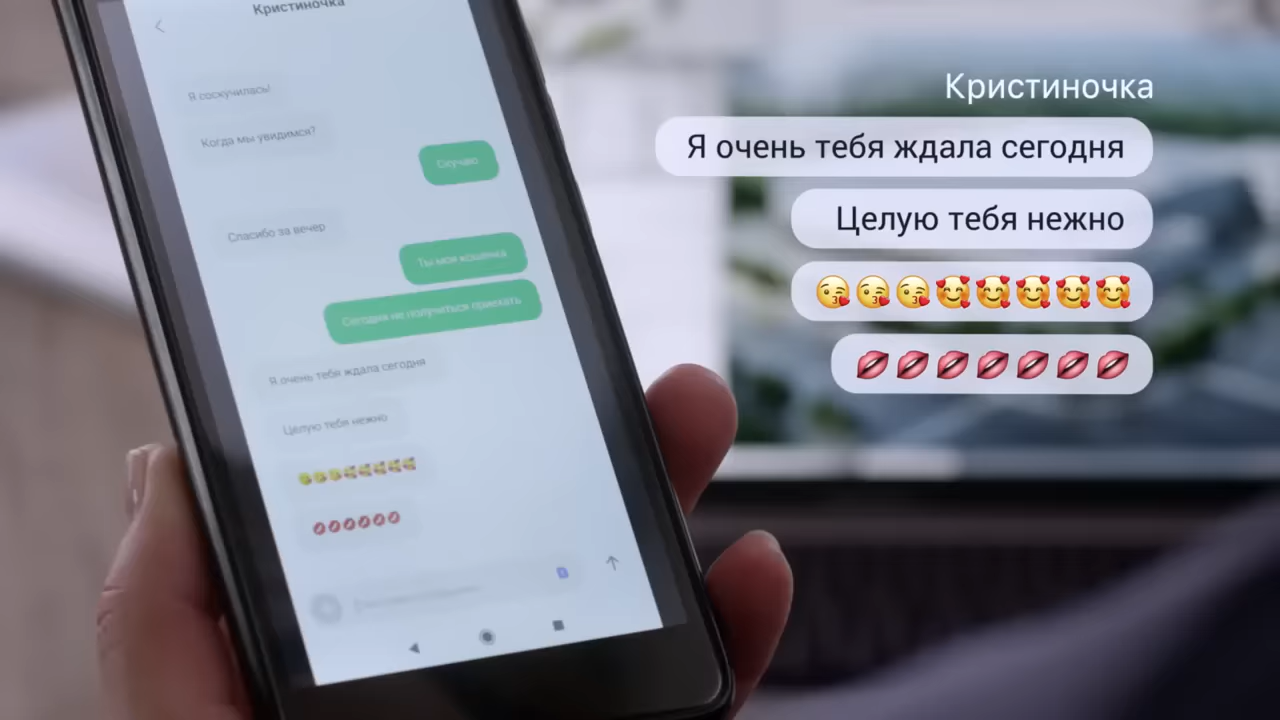 Кристиночка
Я соскучилась!
Когда мы увидимся?
Скучаю
Спасибо за вечер
Ты моя кошечка
Сегодня не получиться приехать
Я очень тебя ждала сегодня
Целую тебя нежно
😘😘😘🥰🥰🥰🥰🥰
💋💋💋💋💋💋
Кристиночка
Я очень тебя ждала сегодня
Целую тебя нежно
😘😘😘🥰🥰🥰🥰🥰
💋💋💋💋💋💋💋